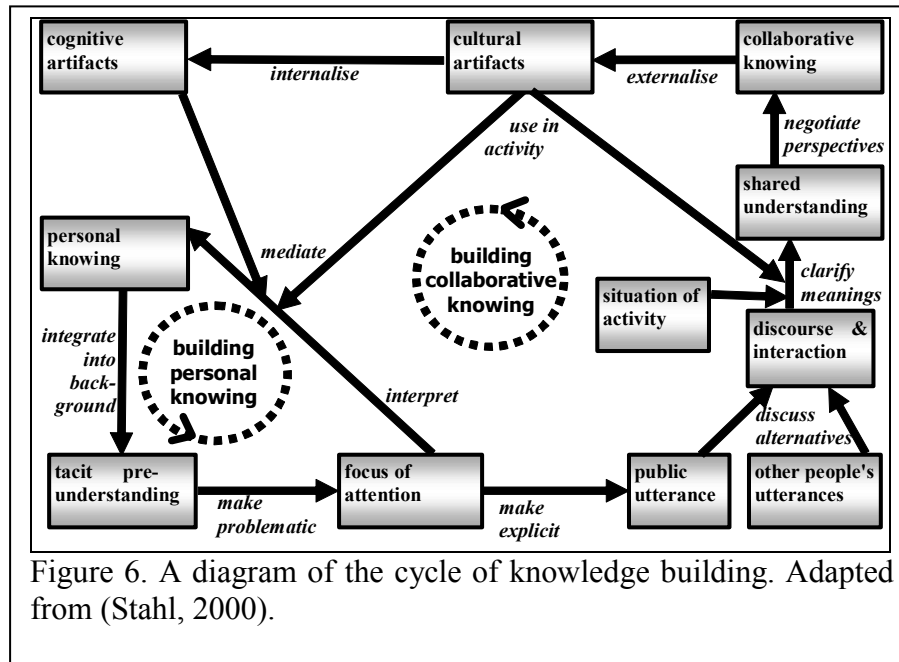 cognitive
artifacts
internalise
cultural
artifacts
externalise
collaborative
knowing
use in
activity
negotiate
perspectives
shared
understanding
personal
knowing
mediate
building
collaborative
knowing
situation of
activity
clarify
meanings
discourse &
interaction
integrate
into
back-
ground
building
personal
knowing
interpret
discuss
alternatives
tacit pre-
understanding
make
problematic
focus of
attention
make
explicit
public
utterance
other people's
utterances
Figure 6. A diagram of the cycle of knowledge building. Adapted
from (Stahl, 2000).